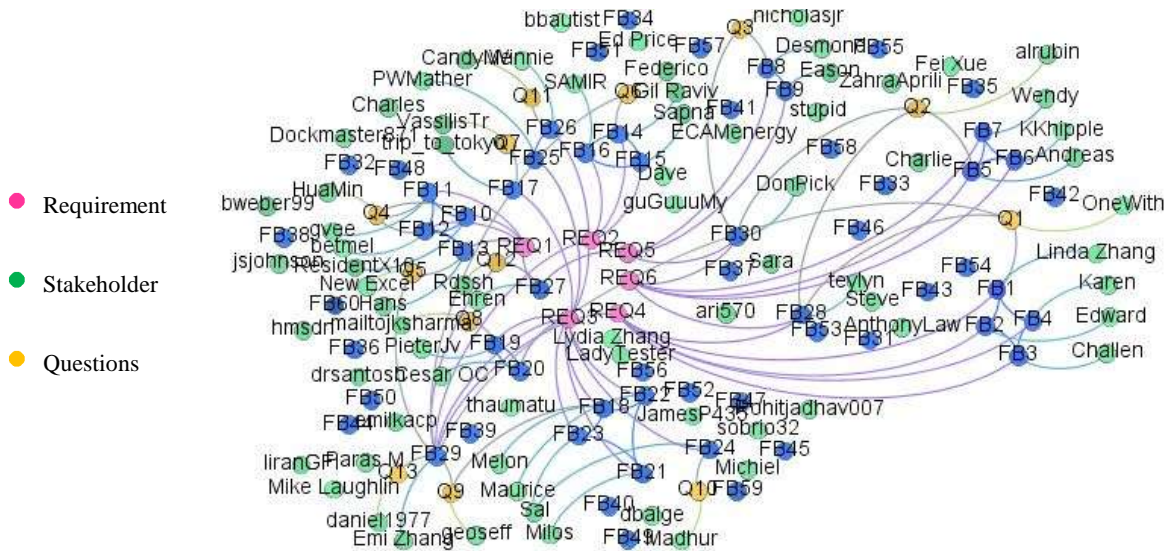 nicholasjr
bbautist
FB34
Q3
FB51
Ed Price
FB57
Desmond
FB55
alrubin
Winnie
FB8
Fei Xue
PWMather
SAMIR
Federico
Eason
ZahraAprili
Q11
Q6
Gil Raviv
FB9
FB35
Wendy
Charles
Sapna
FB41
stupid
Q2
VassilisTr
FB26
FB14
ECAMenergy
FB7
KKhipple
Dockmaster871
trip_to_tokyo
Q7
FB25
FB16
FB15
FB58
Charlie
FB5
FB6
Andreas
FB32
FB48
Dave
HuaMin
FB11
FB17
DonPick
FB33
FB42
Requirement
bweber99
Q4
FB10
guGuuuMy
Q1
OneWith
gvee
FB12
FB38
betmel
FB13
REQ1
REQ2
REQ5
FB30
FB46
jsjohnson
ResidentX10
Q5
Q12
FB37
Sara
FB54
Linda Zhang
Stakeholder
New Excel
Rossh
FB27
REQ6
teylyn
FB43
FB1
Karen
FB60
Hans
Ehren
Steve
hmsdn
mailtojksharma
Q8
REQ3
REQ4
ari570
FB28
FB2
FB4
Edward
FB53
AnthonyLaw
FB36
PieterJv
FB19
Lydia Zhang
FB31
LadyTester
FB3
Challen
Questions
drsantosh
Cesar OC
FB20
FB56
FB50
thaumatu
FB22
FB52
FB47
FB44
emilkacp
FB18
JamesP435
Rohitjadhav007
FB39
FB23
sobrio32
FB29
FB24
FB45
liranGF
Paras M
Q13
Melon
FB21
Michiel
Mike Laughlin
Q9
Maurice
Q10
FB59
Sal
FB40
dbalge
daniel1977
Emi Zhang
geoseff
Milos
FB49
Madhur